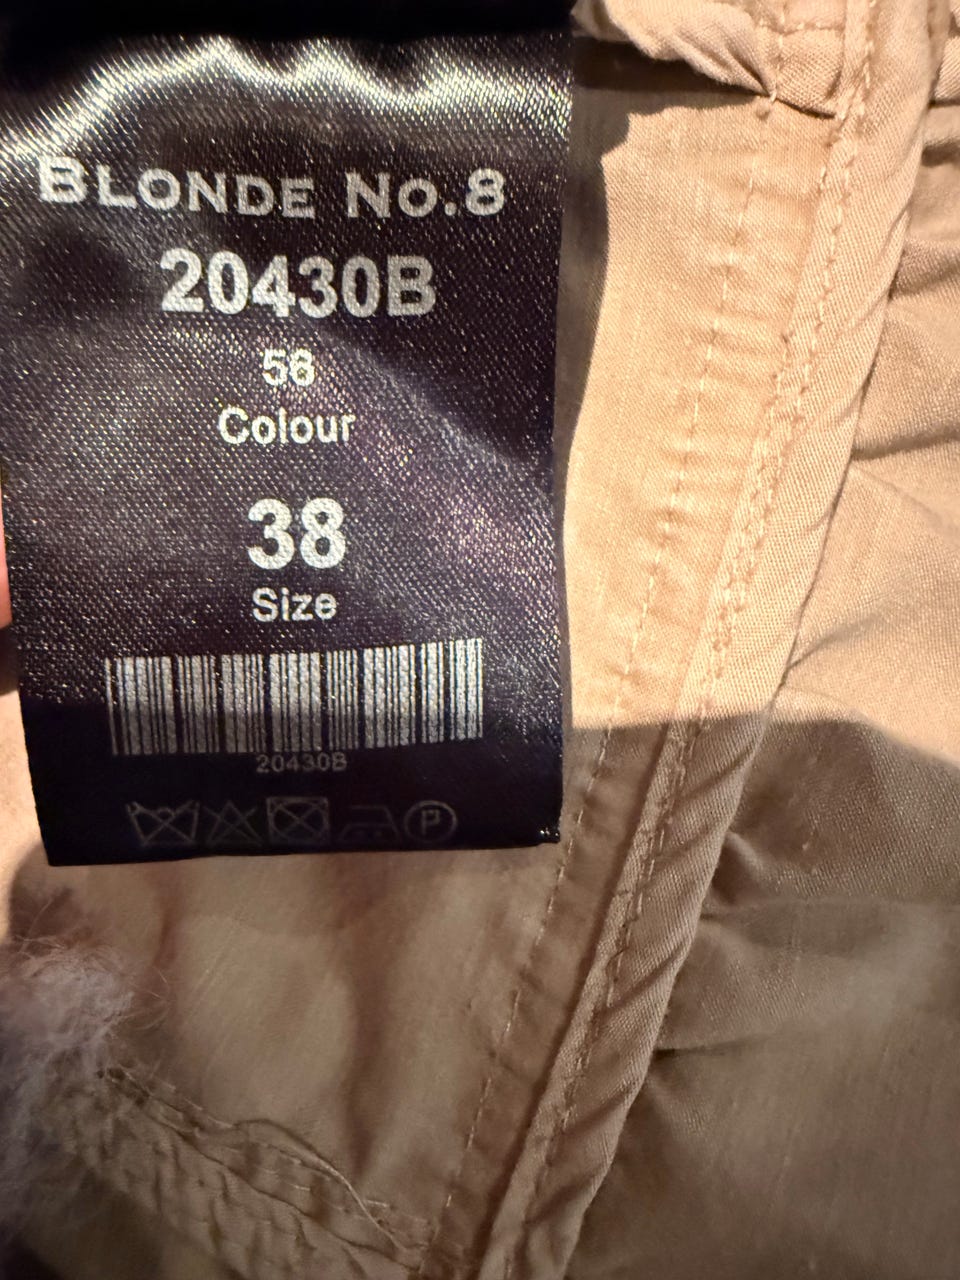 BLONDE No.8
20430B
58
Colour
38
Size
20430B
P